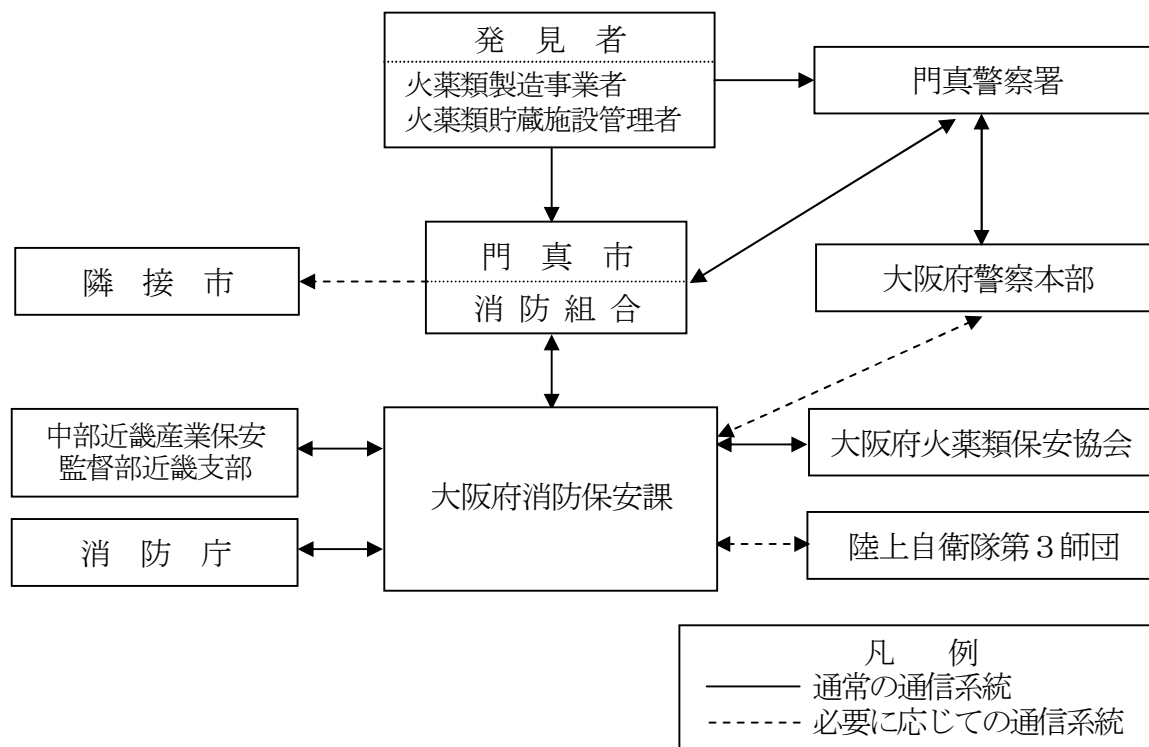 発 見 者
火薬類製造事業者
火薬類貯蔵施設管理者
門真警察署
門 真 市
消 防 組 合
隣 接 市
大阪府警察本部
中部近畿産業保安
監督部近畿支部
大阪府消防保安課
大阪府火薬類保安協会
消 防 庁
陸上自衛隊第３師団
凡 例
通常の通信系統
必要に応じての通信系統